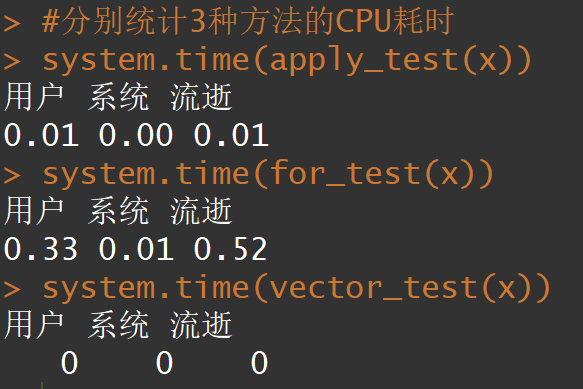 > #分别统计3种方法的CPU耗时
> system.time(apply_test(x))
用户 系统 流逝
0.01 0.00 0.01
> system.time(for_test(x))
用户 系统 流逝
0.33 0.01 0.52
> system.time(vector_test(x))
用户 系统 流逝
0 0 0